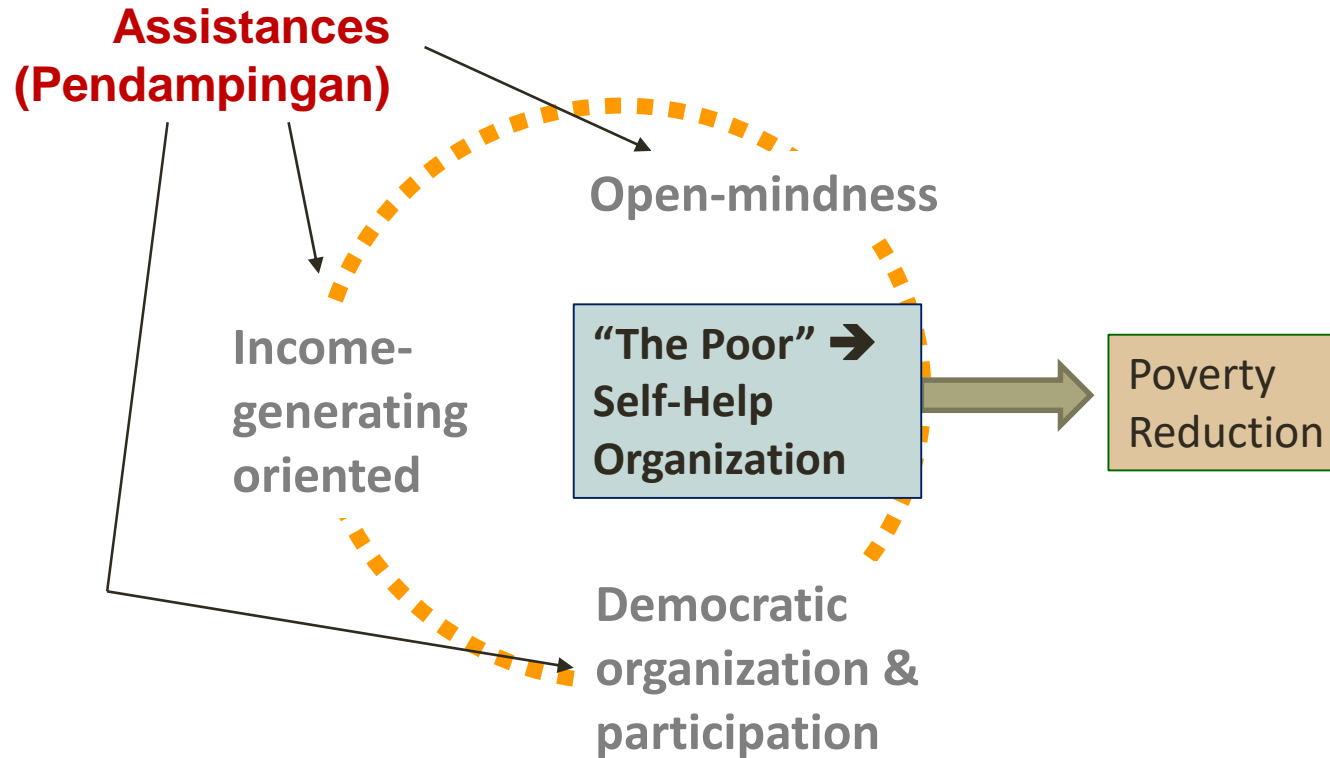 Assistances
(Pendampingan)
Open-mindness
Income-
generating
oriented
“The Poor” ➔
Self-Help
Organization
Poverty
Reduction
Democratic
organization &
participation